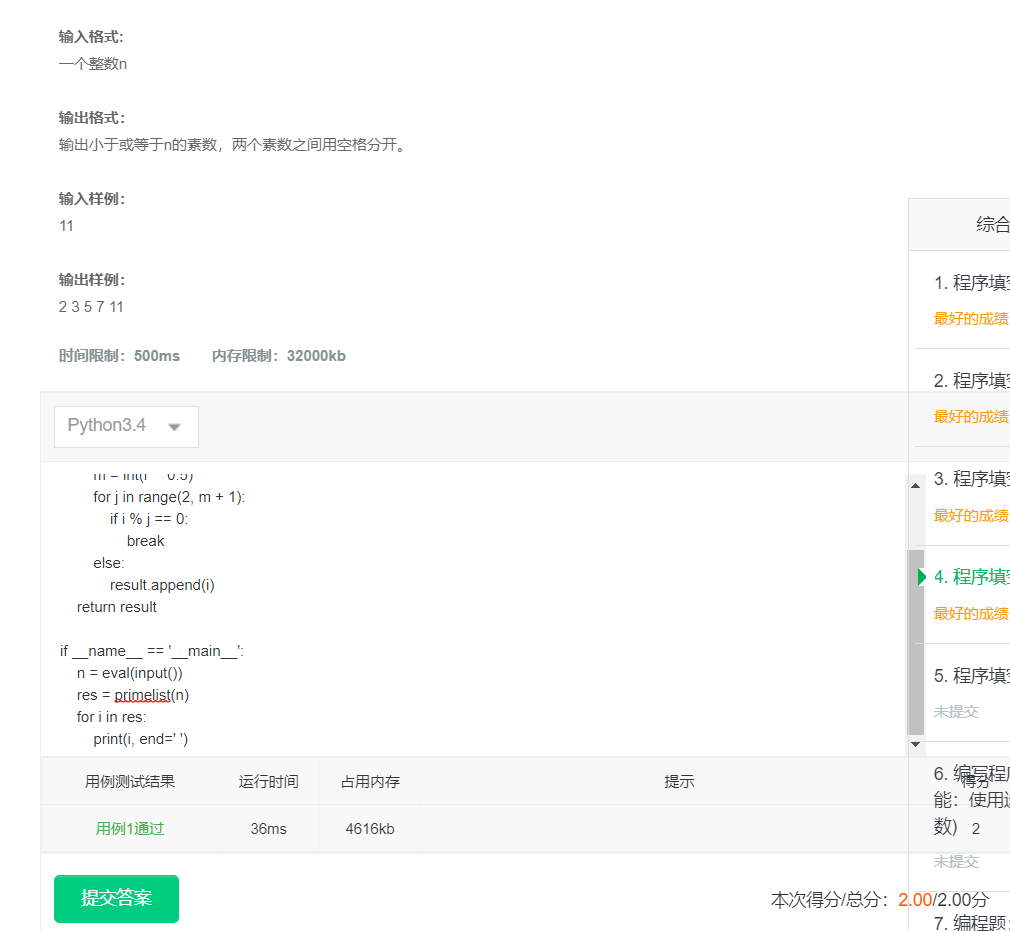 输入格式:
一个整数n
输出格式:
输出小于或等于n的素数，两个素数之间用空格分开。
输入样例:
11
输出样例:
2 3 5 7 11
时间限制: 500ms 内存限制: 32000kb
Python3.4
for j in range(2, m + 1):
if i % j == 0:
break
else:
result.append(i)
return result
if __name__ == '__main__':
n = eval(input())
res = primelist(n)
for i in res:
print(i, end=' ')
用例测试结果 运行时间 占用内存 提示 得分
用例1通过 36ms 4616kb 2
提交答案
本次得分/总分: 2.00/2.00分
综合
1. 程序填空
最好的成绩
2. 程序填空
最好的成绩
3. 程序填空
最好的成绩
4. 程序填空
最好的成绩
5. 程序填空
未提交
6. 编写程序
能: 使用
数)
未提交
7. 编程题: